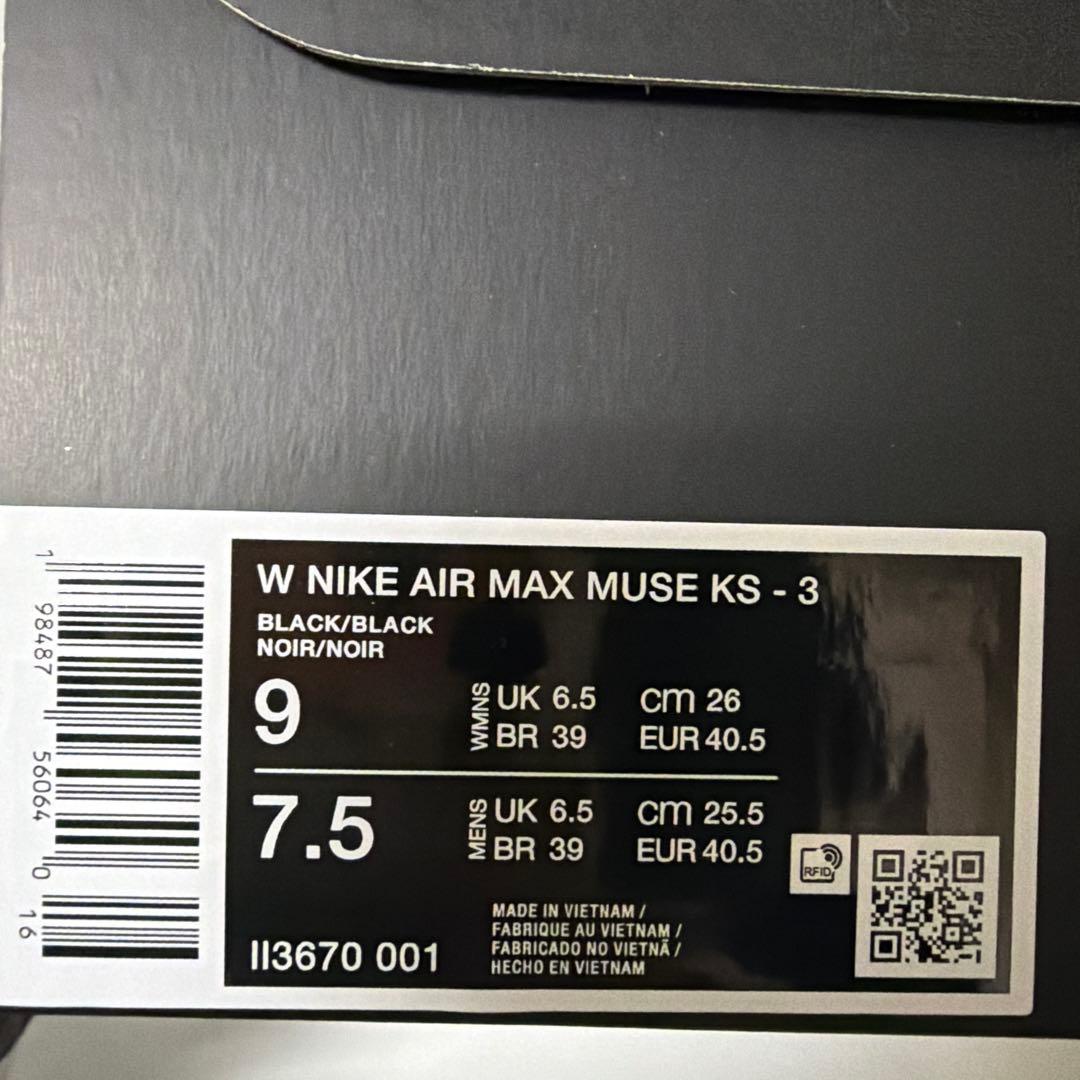 W NIKE AIR MAX MUSE KS - 3
BLACK/BLACK
NOIR/NOIR
9
WMNS
UK 6.5 cm 26
BR 39 EUR 40.5
7.5
MENS
UK 6.5 cm 25.5
BR 39 EUR 40.5
II3670 001
MADE IN VIETNAM /
FABRIQUE AU VIETNAM /
FABRICADO NO VIETNÃ /
HECHO EN VIETNAM
RFID
1 98487 56064 0 16